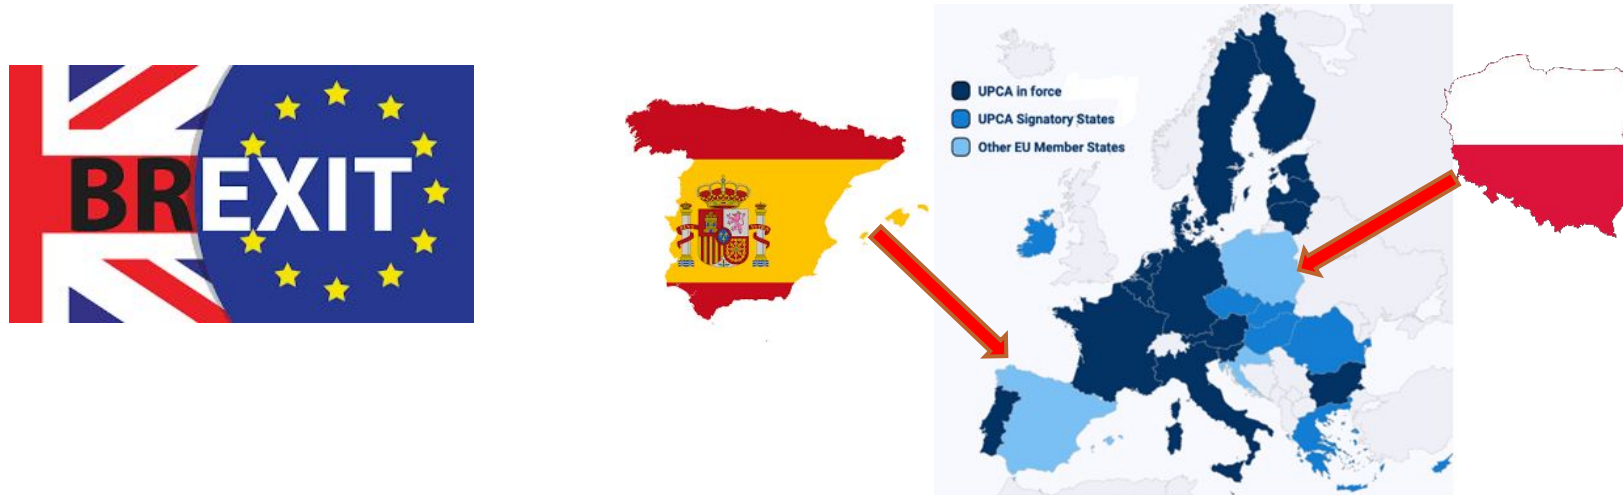 BREXIT
UPCA in force
UPCA Signatory States
Other EU Member States